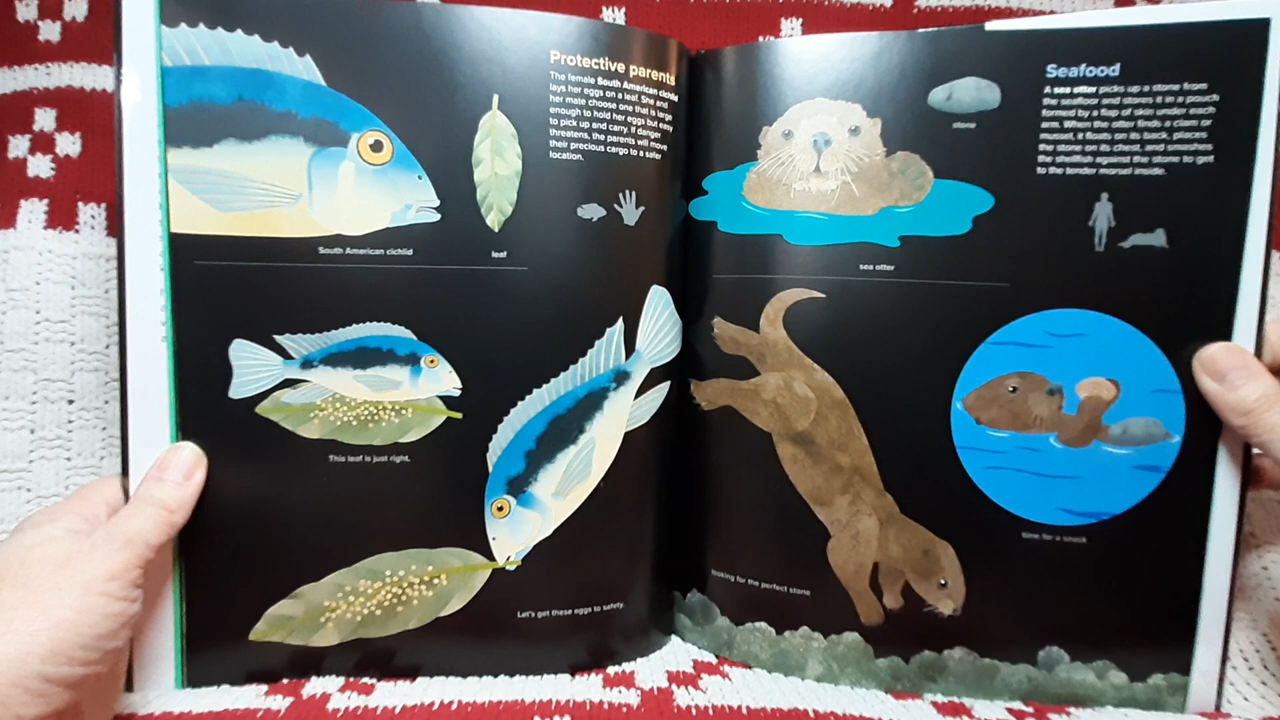 Protective parents
The female South American cichlid
lays her eggs on a leaf. She and
her mate choose one that is large
enough to hold her eggs but easy
to pick up and carry. If danger
threatens, the parents will move
their precious cargo to a safer
location.
South American cichlid
leaf
This leaf is just right.
Let's get these eggs to safety.
Seafood
A sea otter picks up a stone from
the seafloor and stores it in a pouch
formed by a flap of skin under each
arm. When the otter finds a clam or
mussel, it floats on its back, places
the stone on its chest, and smashes
the shellfish against the stone to get
to the tender morsel inside.
stone
sea otter
looking for the perfect stone
time for a snack